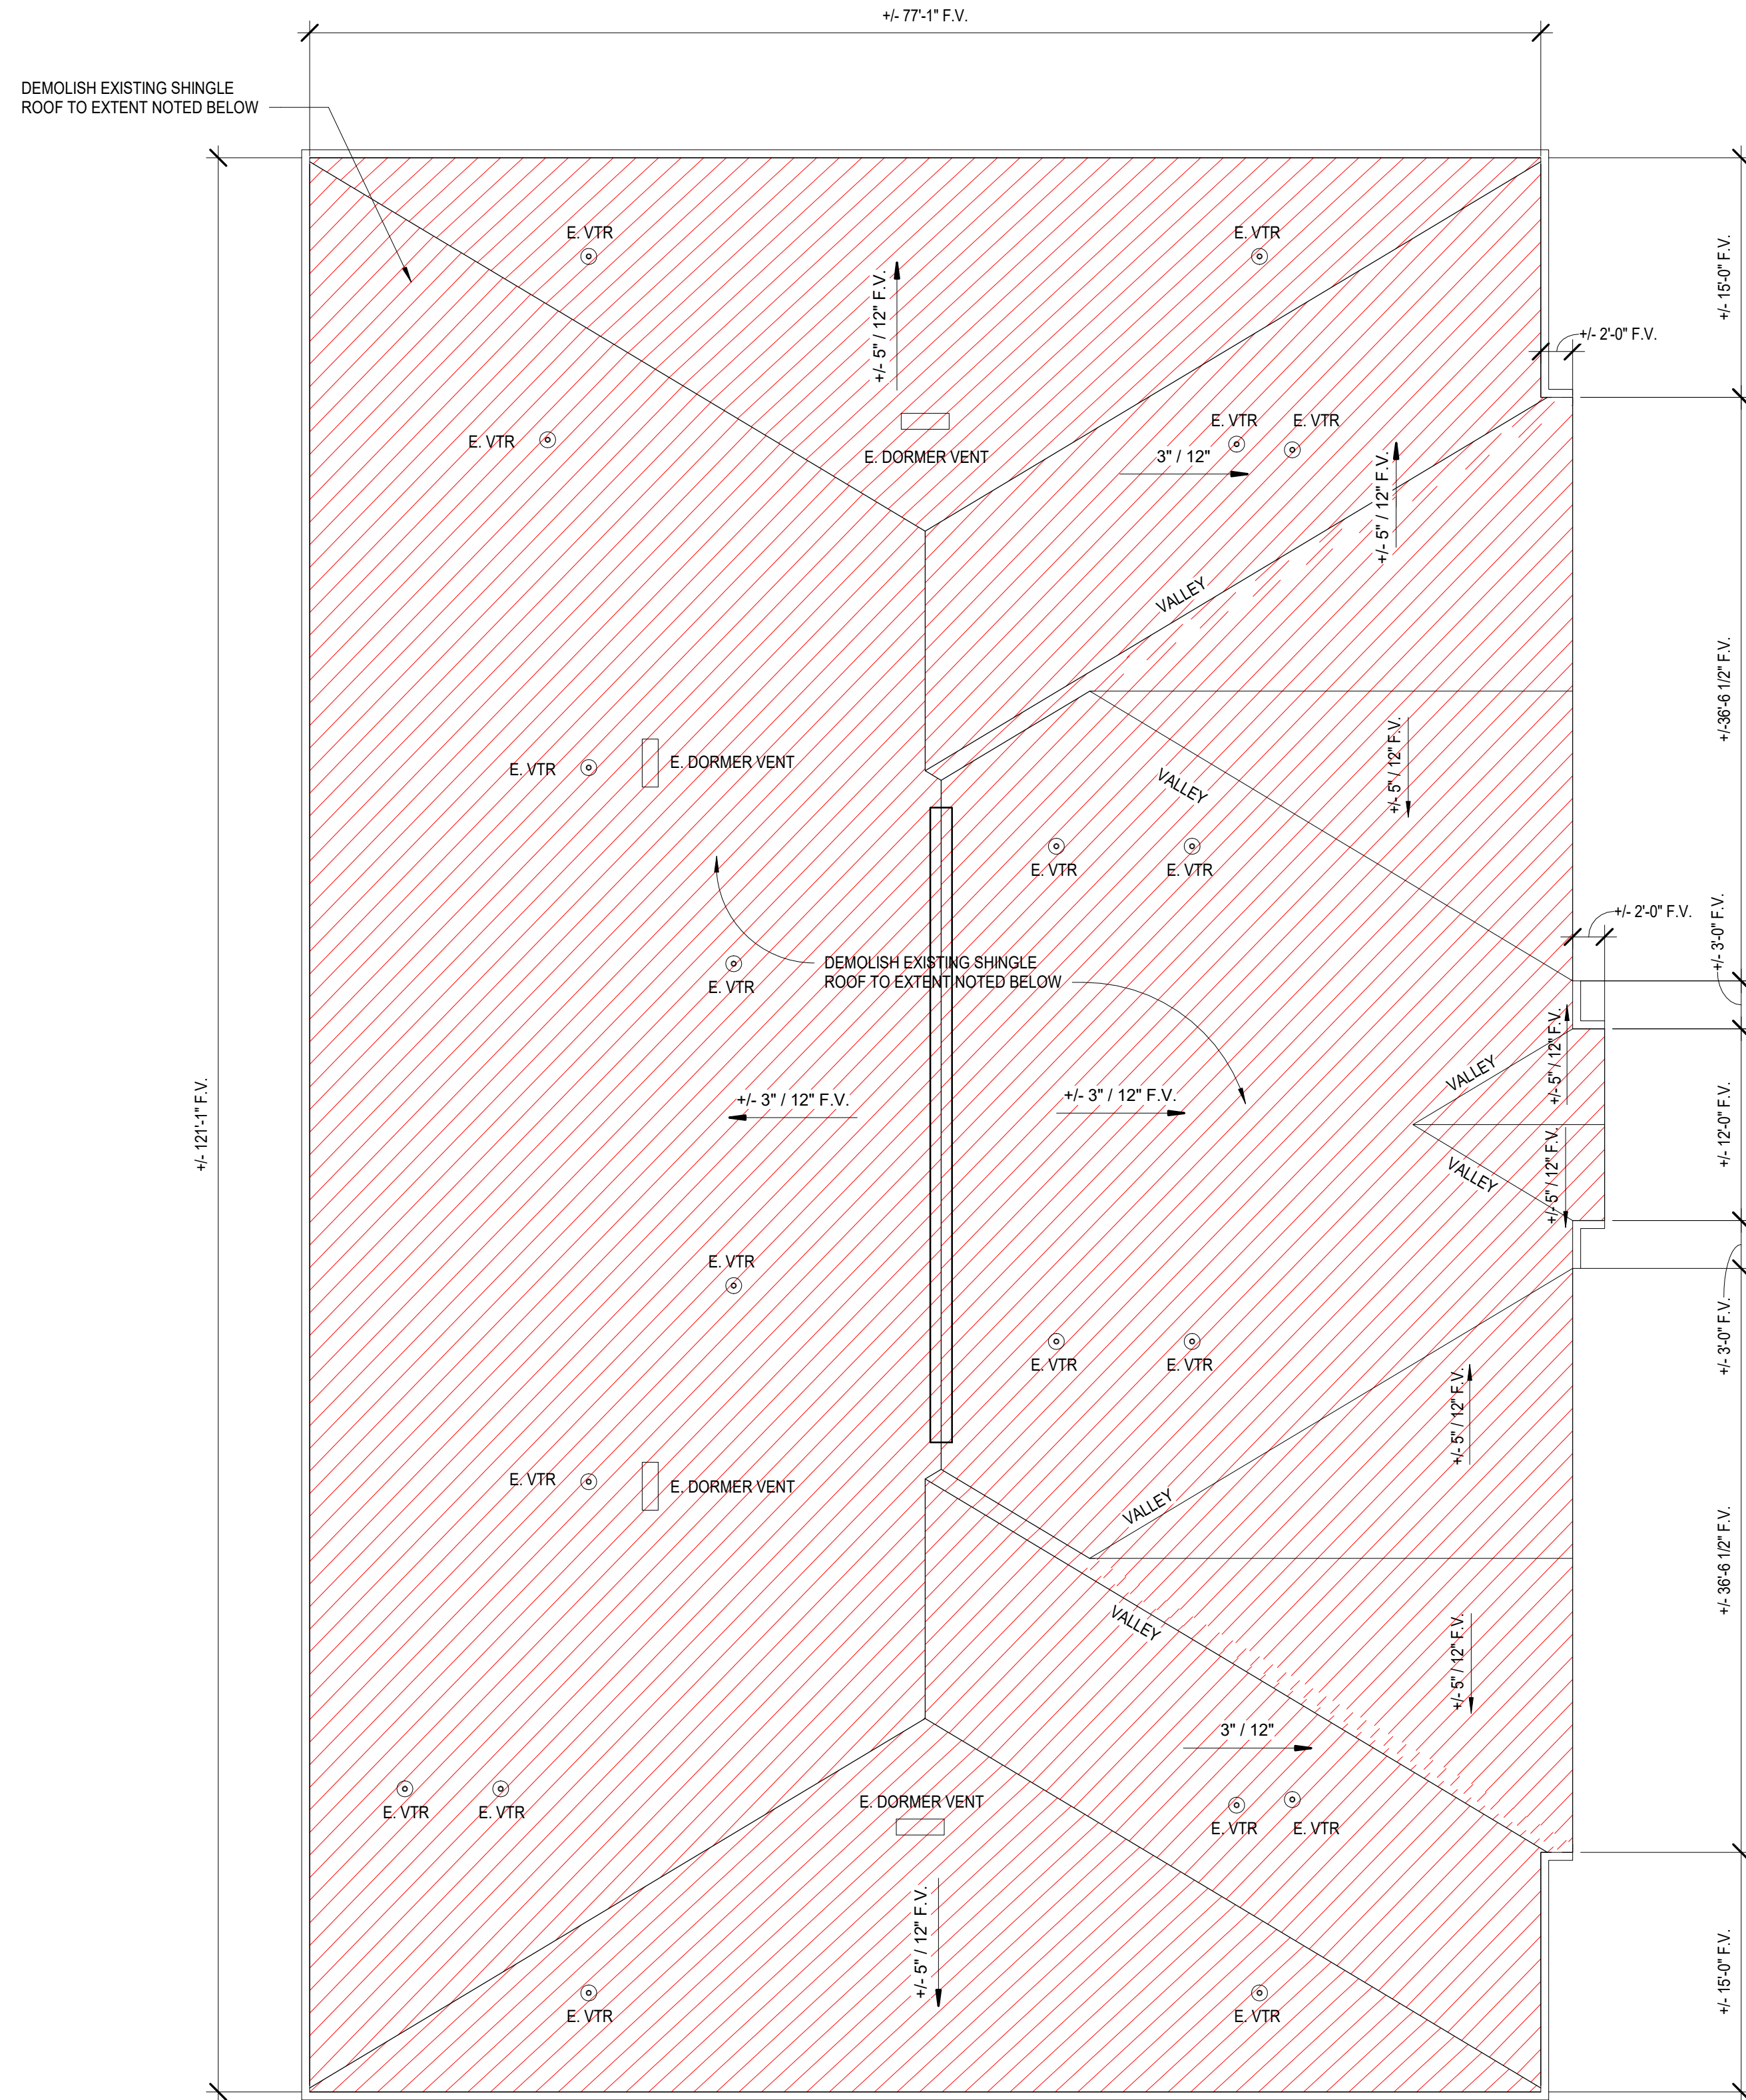 +/- 77'-1" F.V.
DEMOLISH EXISTING SHINGLE
ROOF TO EXTENT NOTED BELOW
E. VTR
E. VTR
+/- 5" / 12" F.V.
+/- 15'-0" F.V.
+/- 2'-0" F.V.
E. VTR
E. VTR
E. VTR
E. DORMER VENT
3" / 12"
+/- 5" / 12" F.V.
VALLEY
+/-36'-6 1/2" F.V.
E. VTR
E. DORMER VENT
VALLEY
+/- 5" / 12" F.V.
E. VTR
E. VTR
+/- 2'-0" F.V.
+/- 3'-0" F.V.
DEMOLISH EXISTING SHINGLE
ROOF TO EXTENT NOTED BELOW
E. VTR
+/- 5" / 12" F.V.
VALLEY
+/- 121'-1" F.V.
+/- 3" / 12" F.V.
+/- 3" / 12" F.V.
+/- 12'-0" F.V.
VALLEY
+/- 5" / 12" F.V.
E. VTR
+/- 3'-0" F.V.
E. VTR
E. VTR
+/- 5" / 12" F.V.
E. VTR
E. DORMER VENT
VALLEY
+/- 36'-6 1/2" F.V.
VALLEY
+/- 5" / 12" F.V.
3" / 12"
E. VTR
E. VTR
E. DORMER VENT
E. VTR
E. VTR
+/- 5" / 12" F.V.
+/- 15'-0" F.V.
E. VTR
E. VTR